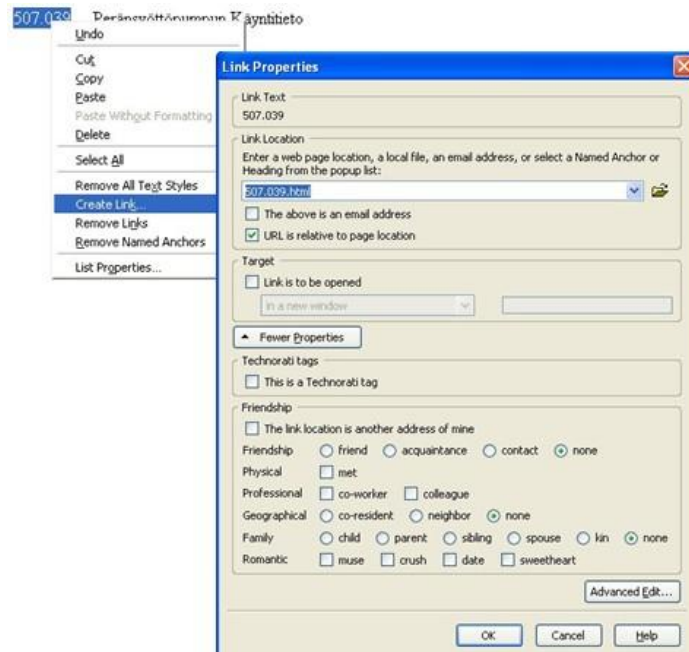 507.039 Peränsyöttöpumpun Käyntitieto
Undo
Cut
Copy
Paste
Paste Without Formatting
Delete
Select All
Remove All Text Styles
Create Link...
Remove Links
Remove Named Anchors
List Properties...
Link Properties
Link Text
507.039
Link Location
Enter a web page location, a local file, an email address, or select a Named Anchor or
Heading from the popup list:
507.039.html
The above is an email address
URL is relative to page location
Target
Link is to be opened
in a new window
Fewer Properties
Technorati tags
This is a Technorati tag
Friendship
The link location is another address of mine
Friendship friend acquaintance contact none
Physical met
Professional co-worker colleague
Geographical co-resident neighbor none
Family child parent sibling spouse kin none
Romantic muse crush date sweetheart
Advanced Edit...
OK Cancel Help